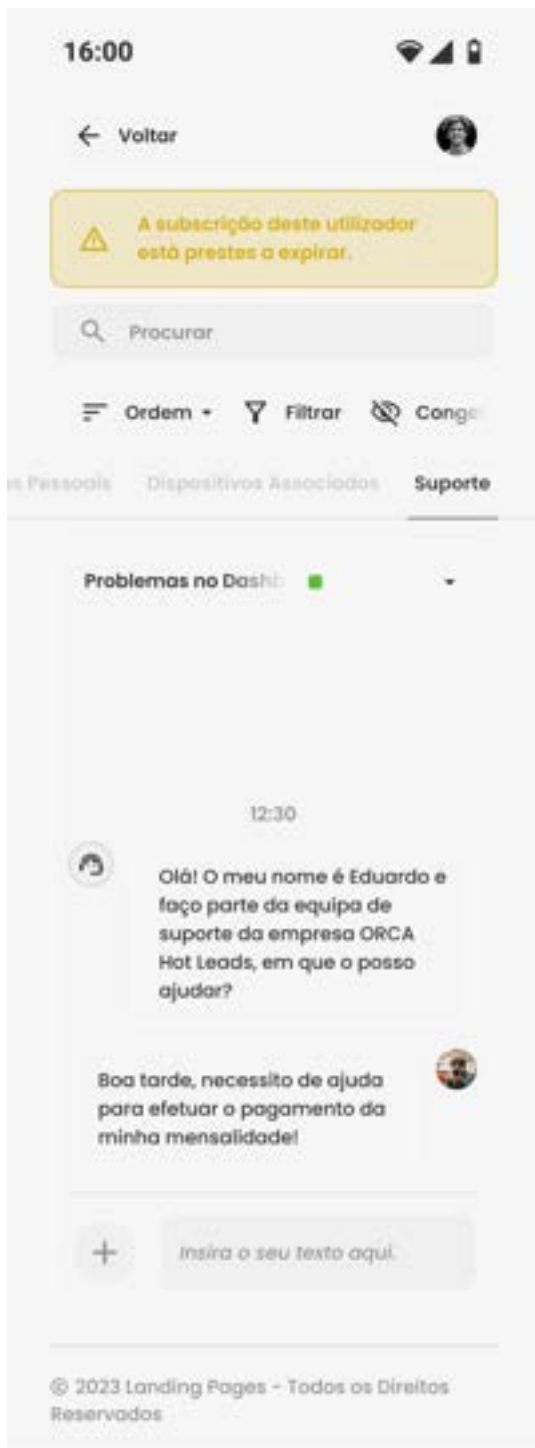 16:00
Voltar
A subscrição deste utilizador
está prestes a expirar.
Procurar
Ordem Filtrar Conge
Pessoais Dispositivos Associados Suporte
Problemas no Dashb
12:30
Olá! O meu nome é Eduardo e
faço parte da equipa de
suporte da empresa ORCA
Hot Leads, em que o posso
ajudar?
Boa tarde, necessito de ajuda
para efetuar o pagamento da
minha mensalidade!
Insira o seu texto aqui.
© 2023 Landing Pages - Todos os Direitos
Reservados